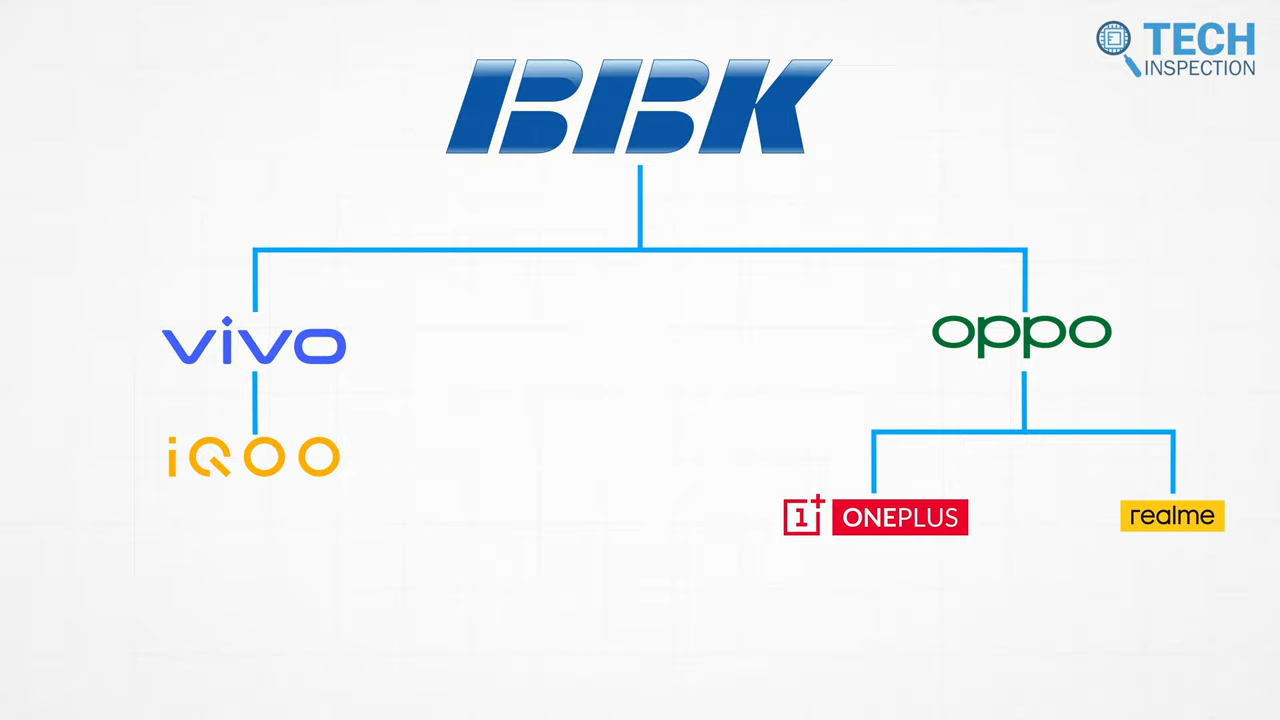 TECH
INSPECTION
BBK
vivo
oppo
iQOO
1+ ONEPLUS
realme